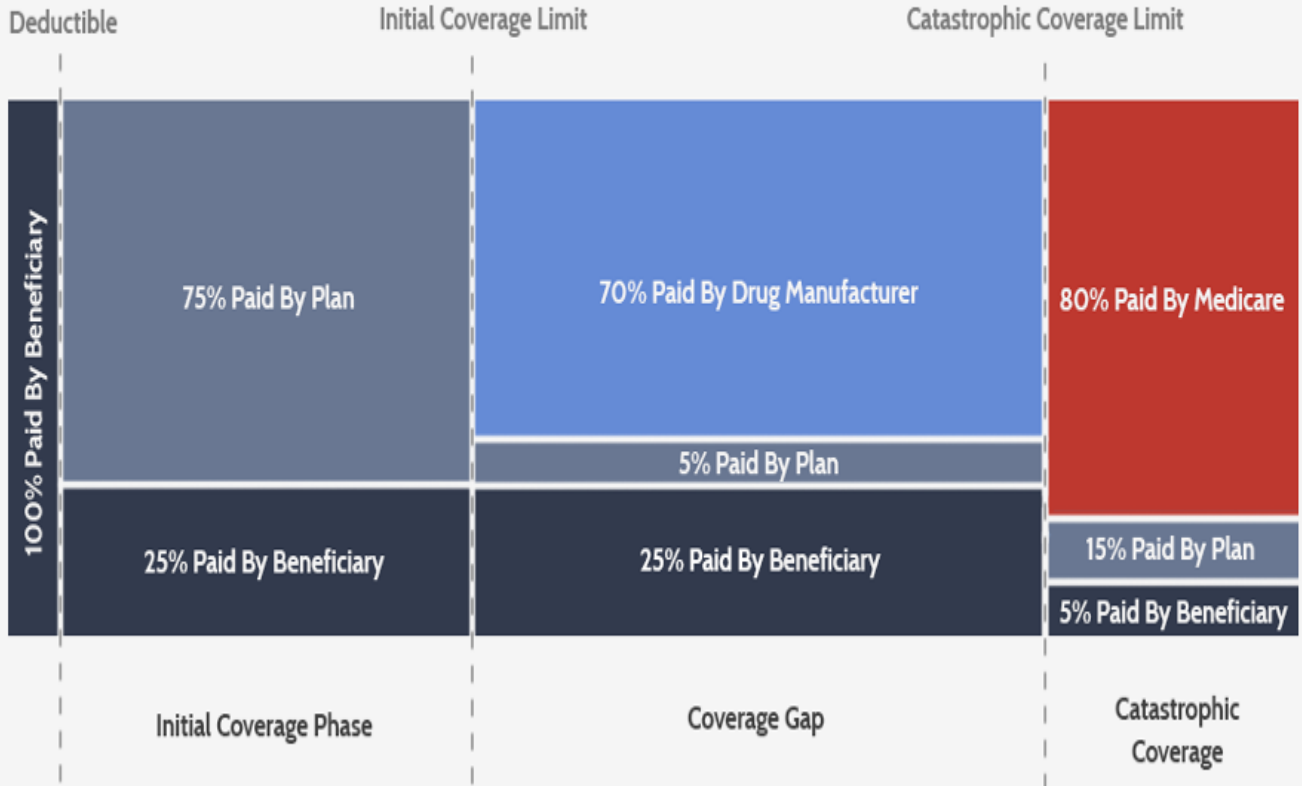 Deductible
Initial Coverage Limit
Catastrophic Coverage Limit
100% Paid By Beneficiary
75% Paid By Plan
25% Paid By Beneficiary
70% Paid By Drug Manufacturer
5% Paid By Plan
25% Paid By Beneficiary
80% Paid By Medicare
15% Paid By Plan
5% Paid By Beneficiary
Initial Coverage Phase
Coverage Gap
Catastrophic
Coverage